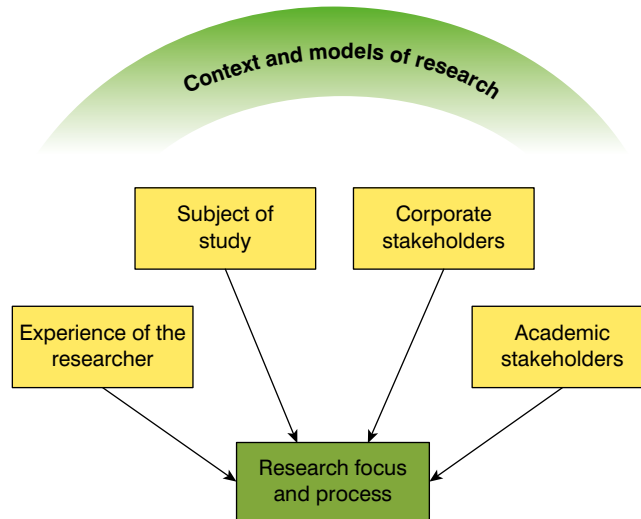 Context and models of research
Subject of
study
Corporate
stakeholders
Experience of the
researcher
Academic
stakeholders
Research focus
and process